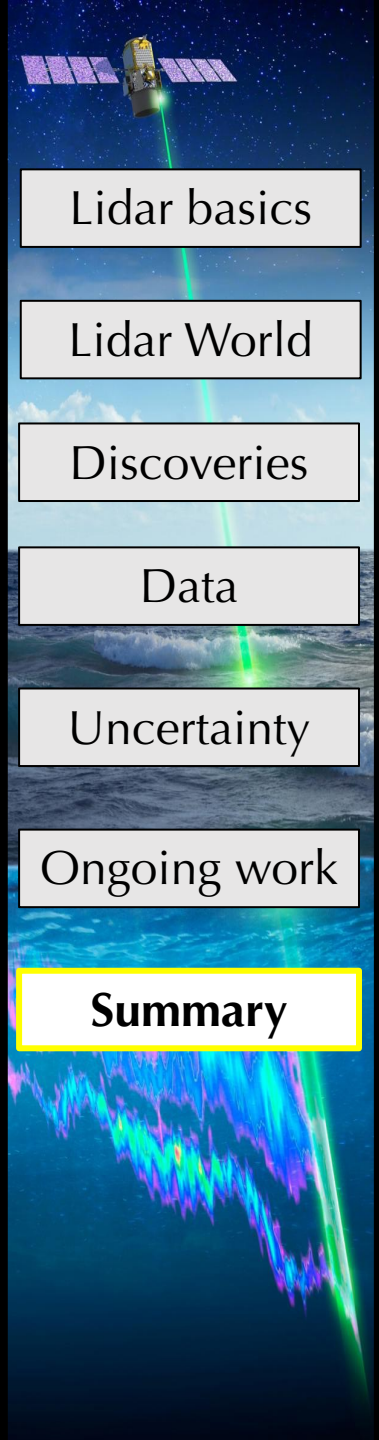 Lidar basics
Lidar World
Discoveries
Data
Uncertainty
Ongoing work
Summary